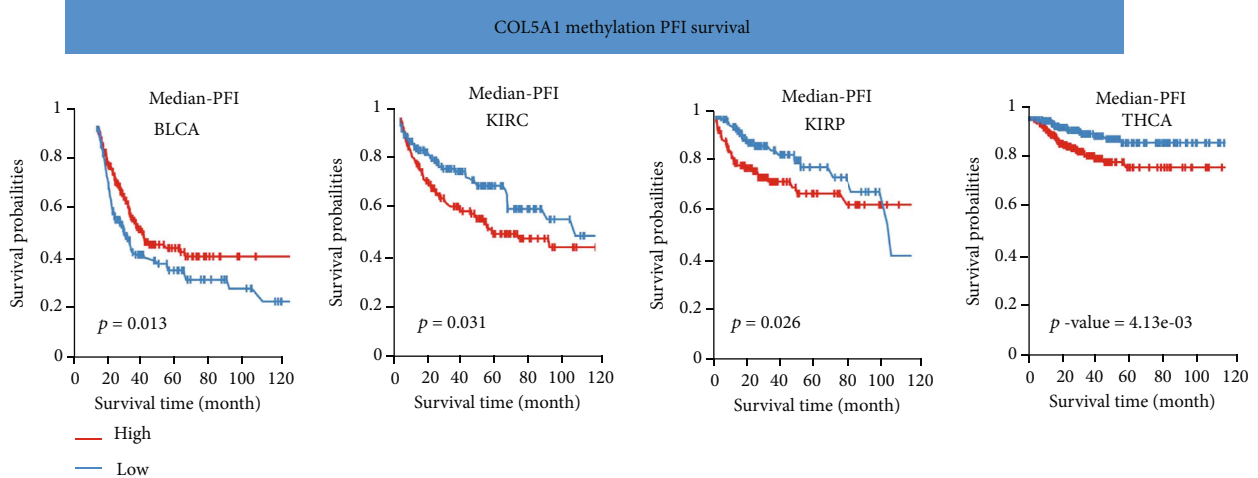 COL5A1 methylation PFI survival
Median-PFI
BLCA
Survival probailities
1
0.8
0.6
0.4
0.2
0
p = 0.013
0 20 40 60 80 100 120
Survival time (month)
Median-PFI
KIRC
Survival probailities
1
0.8
0.6
0.4
0.2
0
p = 0.031
0 20 40 60 80 100 120
Survival time (month)
Median-PFI
KIRP
Survival probailities
1
0.8
0.6
0.4
0.2
0
p = 0.026
0 20 40 60 80 100 120
Survival time (month)
Median-PFI
THCA
Survival probabilities
1
0.8
0.6
0.4
0.2
0
p -value = 4.13e-03
0 20 40 60 80 100 120
Survival time (month)
High
Low